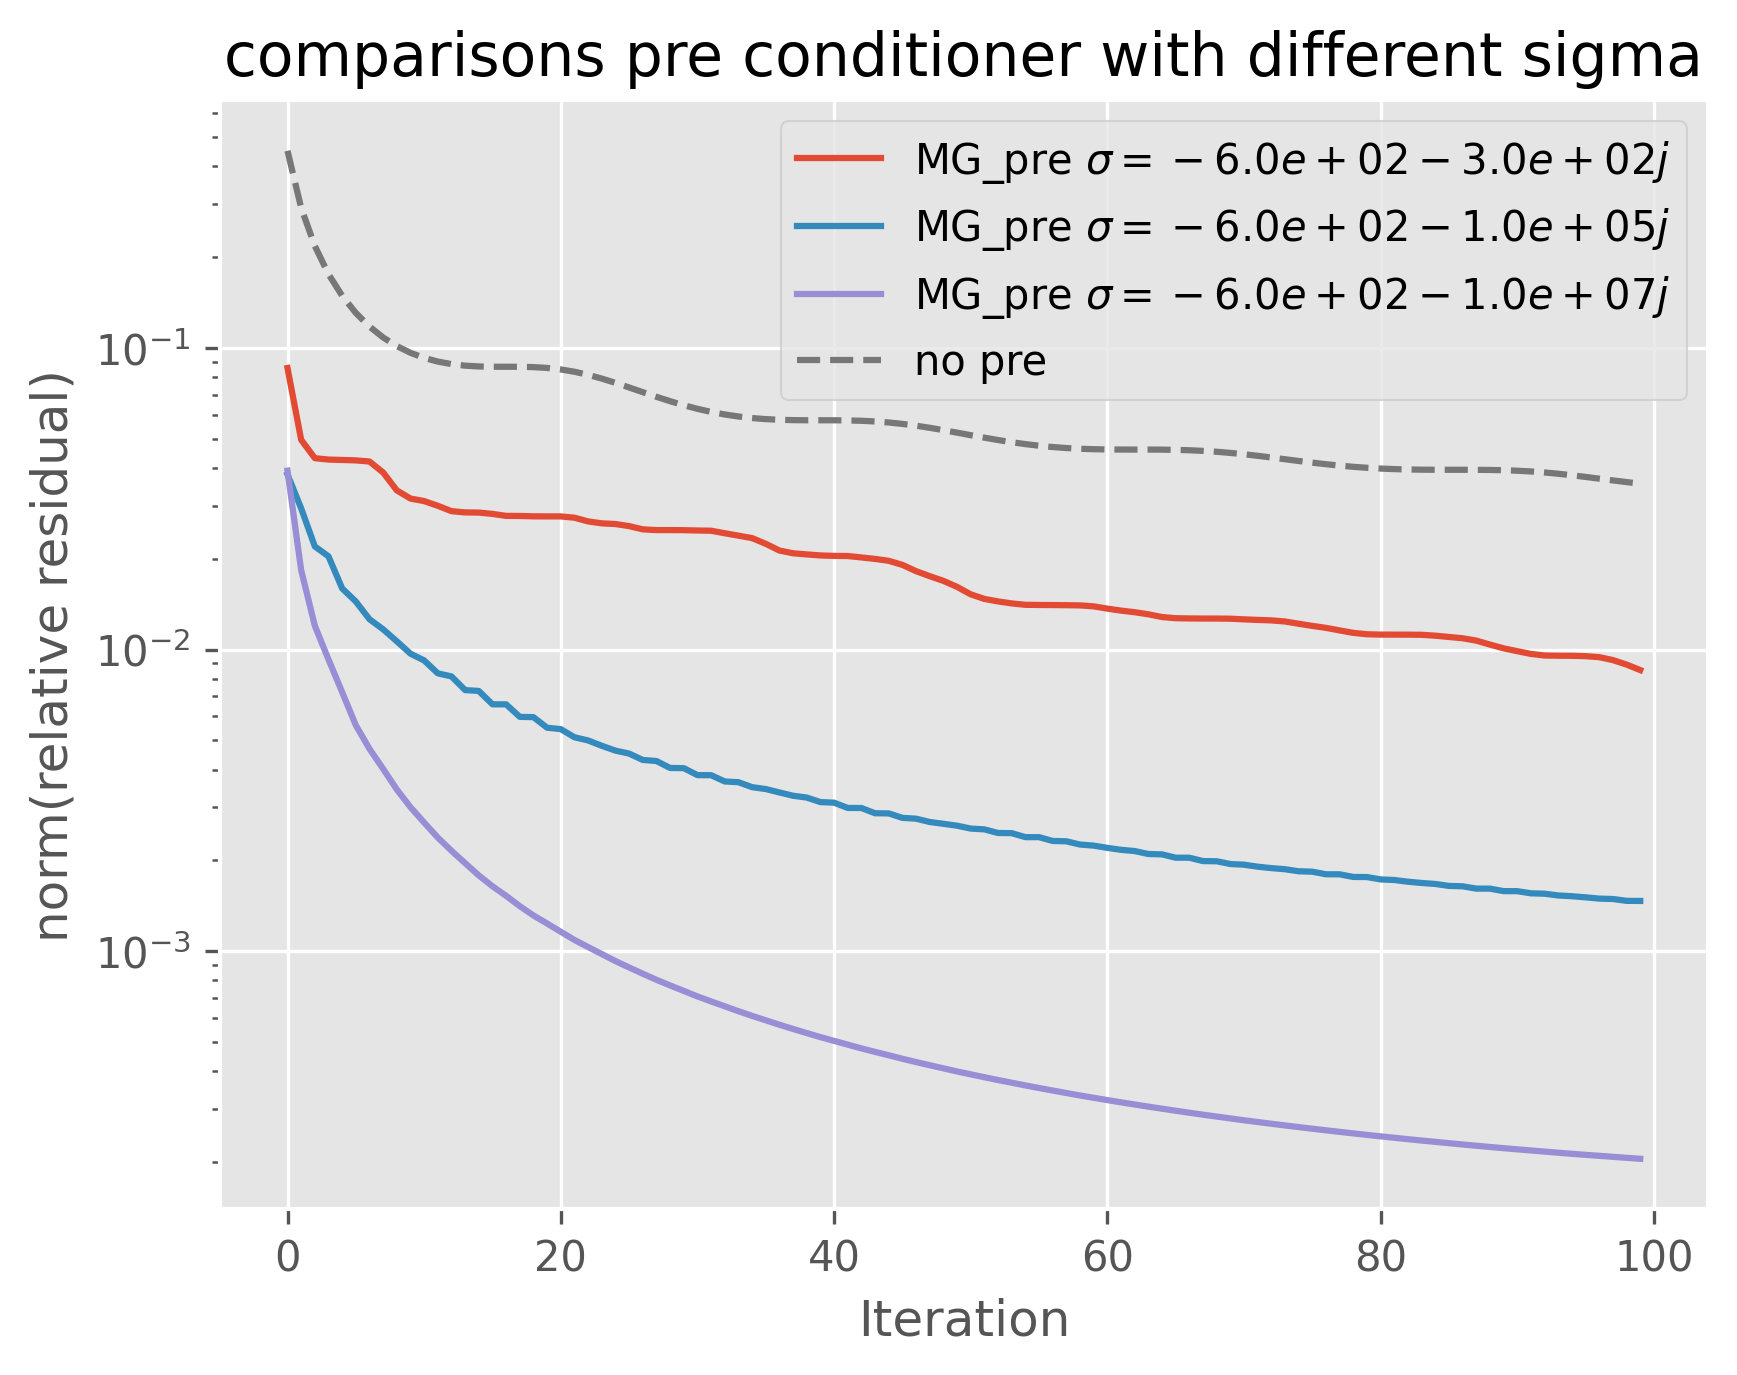 comparisons pre conditioner with different sigma
MG_pre σ = − 6.0e + 02 − 3.0e + 02j
MG_pre σ = − 6.0e + 02 − 1.0e + 05j
MG_pre σ = − 6.0e + 02 − 1.0e + 07j
no pre
norm(relative residual)
10⁻¹
10⁻²
10⁻³
0 20 40 60 80 100
Iteration